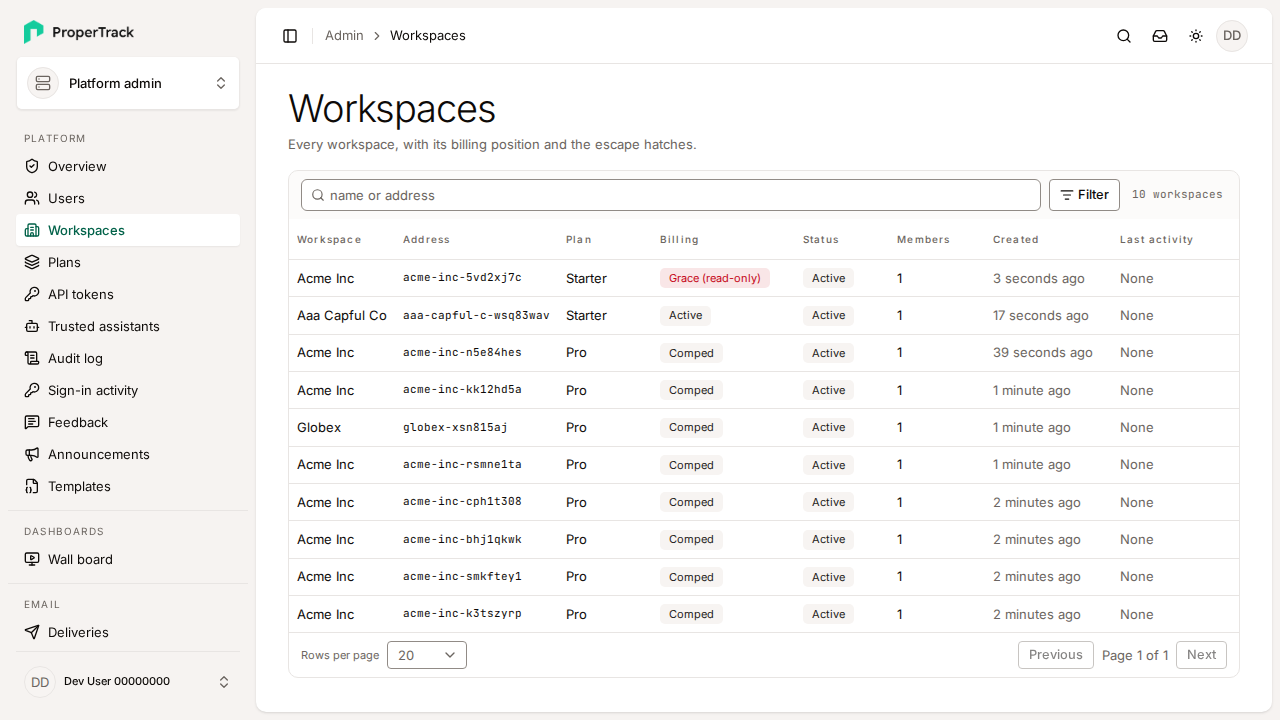 ProperTrack
Platform admin
PLATFORM
Overview
Users
Workspaces
Plans
API tokens
Trusted assistants
Audit log
Sign-in activity
Feedback
Announcements
Templates
DASHBOARDS
Wall board
EMAIL
Deliveries
DD Dev User 00000000
Admin > Workspaces
DD
Workspaces
Every workspace, with its billing position and the escape hatches.
name or address
Filter
10 workspaces
Workspace Address Plan Billing Status Members Created Last activity
Acme Inc acme-inc-5vd2xj7c Starter Grace (read-only) Active 1 3 seconds ago None
Aaa Capful Co aaa-capful-c-wsq83wav Starter Active Active 1 17 seconds ago None
Acme Inc acme-inc-n5e84hes Pro Comped Active 1 39 seconds ago None
Acme Inc acme-inc-kk12hd5a Pro Comped Active 1 1 minute ago None
Globex globex-xsn815aj Pro Comped Active 1 1 minute ago None
Acme Inc acme-inc-rsmne1ta Pro Comped Active 1 1 minute ago None
Acme Inc acme-inc-cph1t308 Pro Comped Active 1 2 minutes ago None
Acme Inc acme-inc-bhj1qkwk Pro Comped Active 1 2 minutes ago None
Acme Inc acme-inc-smkftey1 Pro Comped Active 1 2 minutes ago None
Acme Inc acme-inc-k3tszyrp Pro Comped Active 1 2 minutes ago None
Rows per page 20
Previous Page 1 of 1 Next